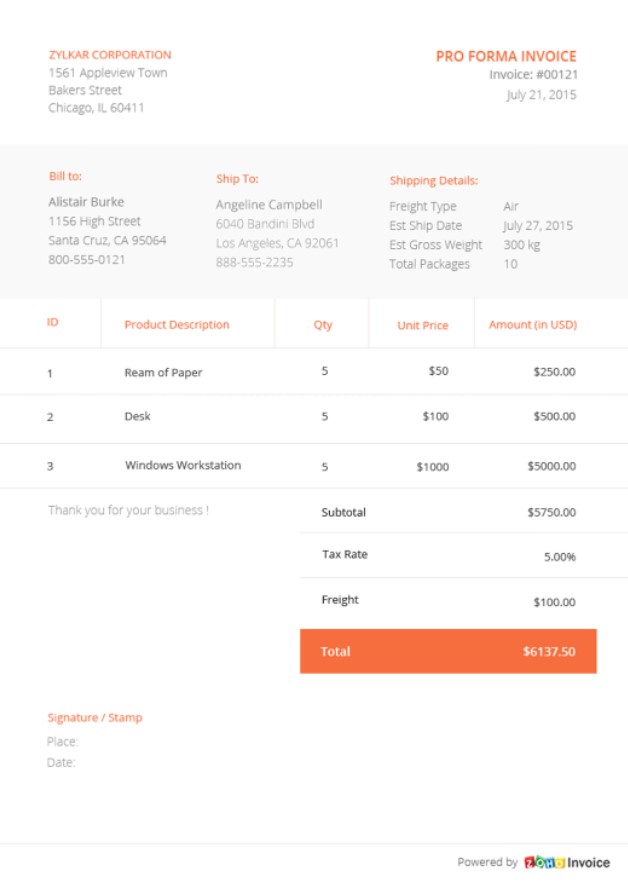 ZYLKAR CORPORATION
1561 Appleview Town
Bakers Street
Chicago, IL 60411
PRO FORMA INVOICE
Invoice: #00121
July 21, 2015
Bill to:
Alistair Burke
1156 High Street
Santa Cruz, CA 95064
800-555-0121
Ship To:
Angeline Campbell
6040 Bandini Blvd
Los Angeles, CA 92061
888-555-2235
Shipping Details:
Freight Type Air
Est Ship Date July 27, 2015
Est Gross Weight 300 kg
Total Packages 10
ID Product Description Qty Unit Price Amount (in USD)
1 Ream of Paper 5 $50 $250.00
2 Desk 5 $100 $500.00
3 Windows Workstation 5 $1000 $5000.00
Thank you for your business !
Subtotal $5750.00
Tax Rate 5.00%
Freight $100.00
Total $6137.50
Signature / Stamp
Place:
Date:
Powered by ZOHO Invoice